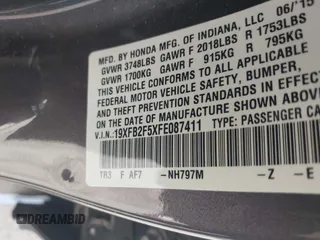 MFD. BY HONDA MFG. OF INDIANA, LLC 06/'15
GVWR 3748LBS GAWR F 2018LBS R 1753LBS
GVWR 1700KG GAWR F 915KG R 795KG
THIS VEHICLE CONFORMS TO ALL APPLICABLE
FEDERAL MOTOR VEHICLE SAFETY, BUMPER,
AND THEFT PREVENTION STANDARDS IN EFFECT
ON THE DATE OF MANUFACTURE SHOWN ABOVE.
V.I.N.: 19XFB2F5XFE087411 TYPE: PASSENGER CA
TR3 F AF7 -NH797M -Z -E
DREAMBID